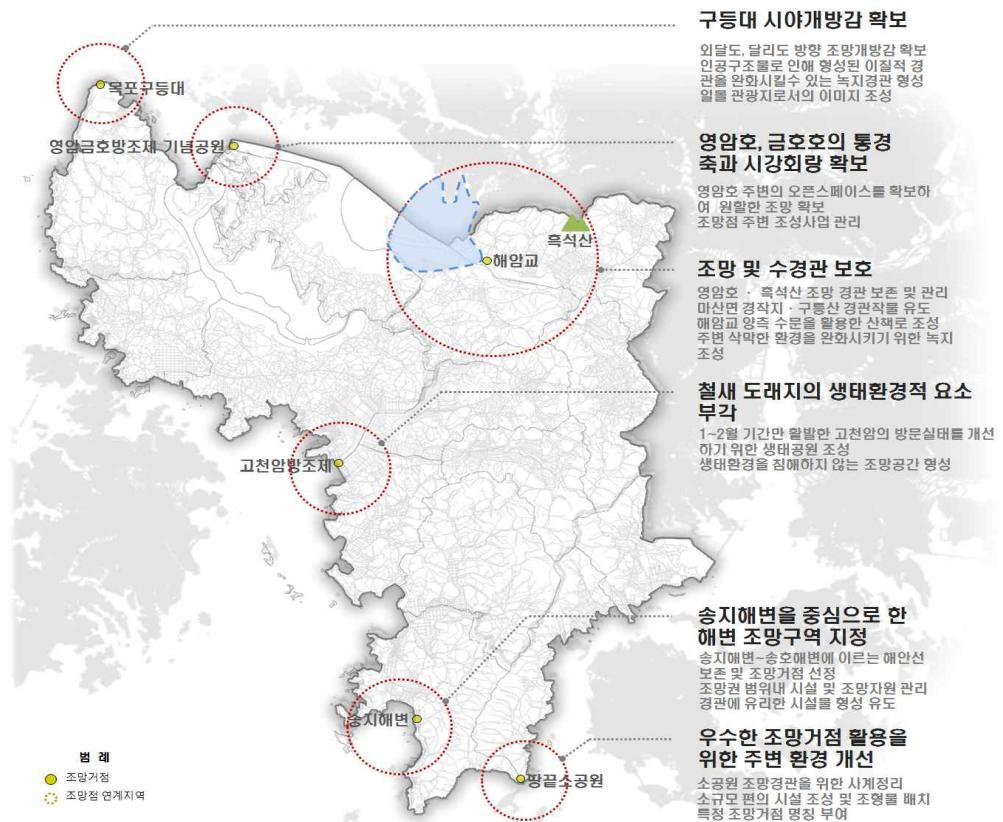 구등대 시야개방감 확보
외달도, 달리도 방향 조망개방감 확보
인공구조물로 인해 형성된 이질적 경
관을 완화시킬수 있는 녹지경관 형성
일몰 관광지로서의 이미지 조성
목포구등대
영암금호방조제 기념공원
영암호, 금호호의 통경
축과 시각회랑 확보
영암호 주변의 오픈스페이스를 확보하
여 원할한 조망 확보
조망점 주변 조성사업 관리
흑석산
해암교
조망 및 수경관 보호
영암호 · 흑석산 조망 경관 보존 및 관리
마산면 경작지 · 구릉산 경관작물 유도
해암교 양측 수문을 활용한 산책로 조성
주변 삭막한 환경을 완화시키기 위한 녹지
조성
철새 도래지의 생태환경적 요소
부각
1~2월 기간만 활발한 고천암의 방문실태를 개선
하기 위한 생태공원 조성
생태환경을 침해하지 않는 조망공간 형성
고천암방조제
송지해변을 중심으로 한
해변 조망구역 지정
송지해변~송호해변에 이르는 해안선
보존 및 조망거점 선정
조망권 범위내 시설 및 조망자원 관리
경관에 유리한 시설물 형성 유도
송지해변
우수한 조망거점 활용을
위한 주변 환경 개선
소공원 조망경관을 위한 사계정리
소규모 편의 시설 조성 및 조형물 배치
특정 조망거점 명칭 부여
땅끝소공원
범 례
조망거점
조망점 연계지역